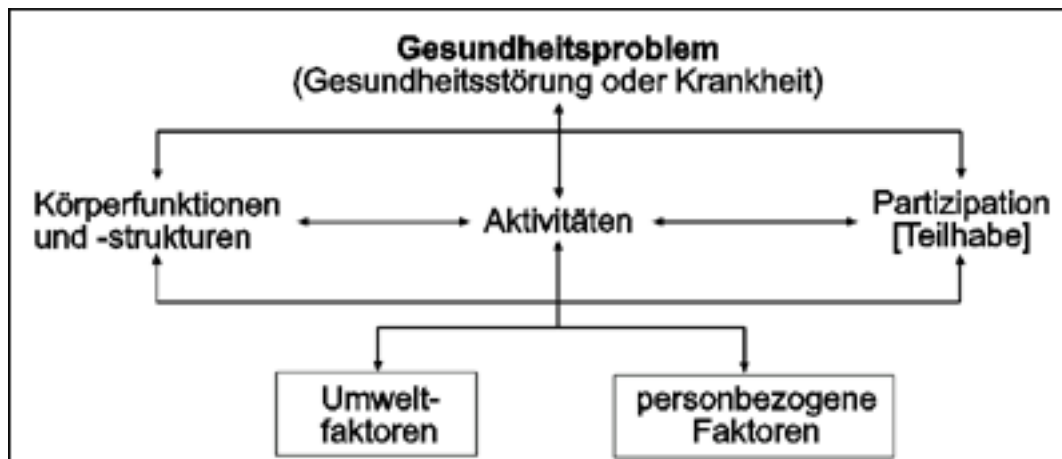 Gesundheitsproblem
(Gesundheitsstörung oder Krankheit)
Körperfunktionen
und -strukturen
Aktivitäten
Partizipation
[Teilhabe]
Umwelt-
faktoren
personbezogene
Faktoren